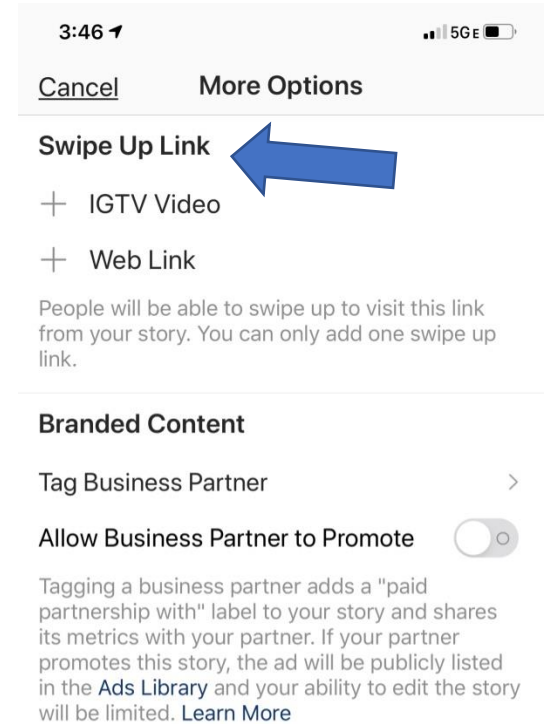 3:46 5GE
Cancel More Options
Swipe Up Link
+ IGTV Video
+ Web Link
People will be able to swipe up to visit this link
from your story. You can only add one swipe up
link.
Branded Content
Tag Business Partner >
Allow Business Partner to Promote
Tagging a business partner adds a "paid
partnership with" label to your story and shares
its metrics with your partner. If your partner
promotes this story, the ad will be publicly listed
in the Ads Library and your ability to edit the story
will be limited. Learn More